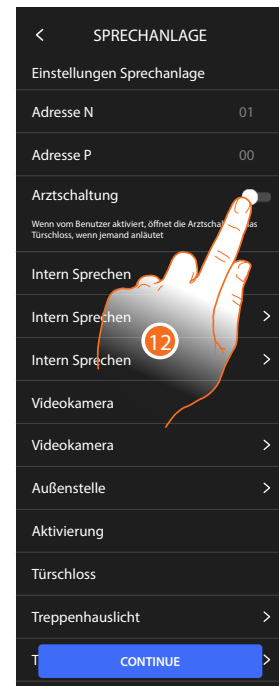 SPRECHANLAGE
Einstellungen Sprechanlage
Adresse N 01
Adresse P 00
Arztschaltung
Wenn vom Benutzer aktiviert, öffnet die Arztschal as
Türschloss, wenn jemand anläutet
Intern Sprechen
Intern Sprechen
12
Intern Sprechen
Videokamera
Videokamera
Außenstelle
Aktivierung
Türschloss
Treppenhauslicht
T
CONTINUE